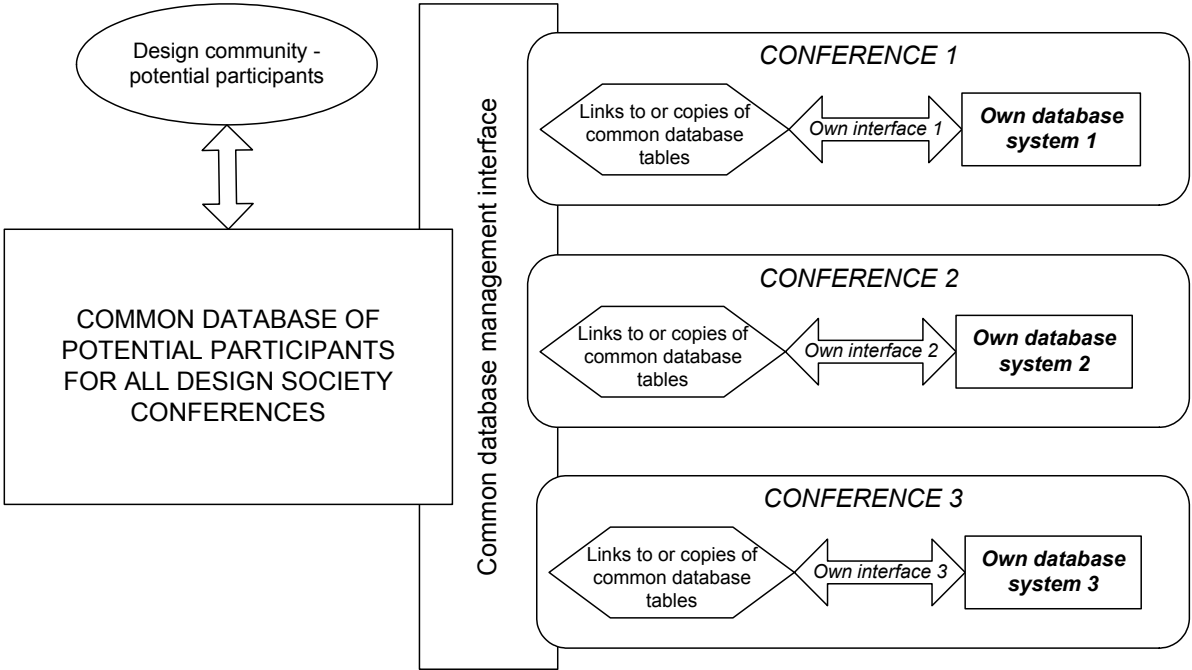 Design community -
potential participants
COMMON DATABASE OF
POTENTIAL PARTICIPANTS
FOR ALL DESIGN SOCIETY
CONFERENCES
Common database management interface
CONFERENCE 1
Links to or copies of
common database
tables
Own interface 1
Own database
system 1
CONFERENCE 2
Links to or copies of
common database
tables
Own interface 2
Own database
system 2
CONFERENCE 3
Links to or copies of
common database
tables
Own interface 3
Own database
system 3